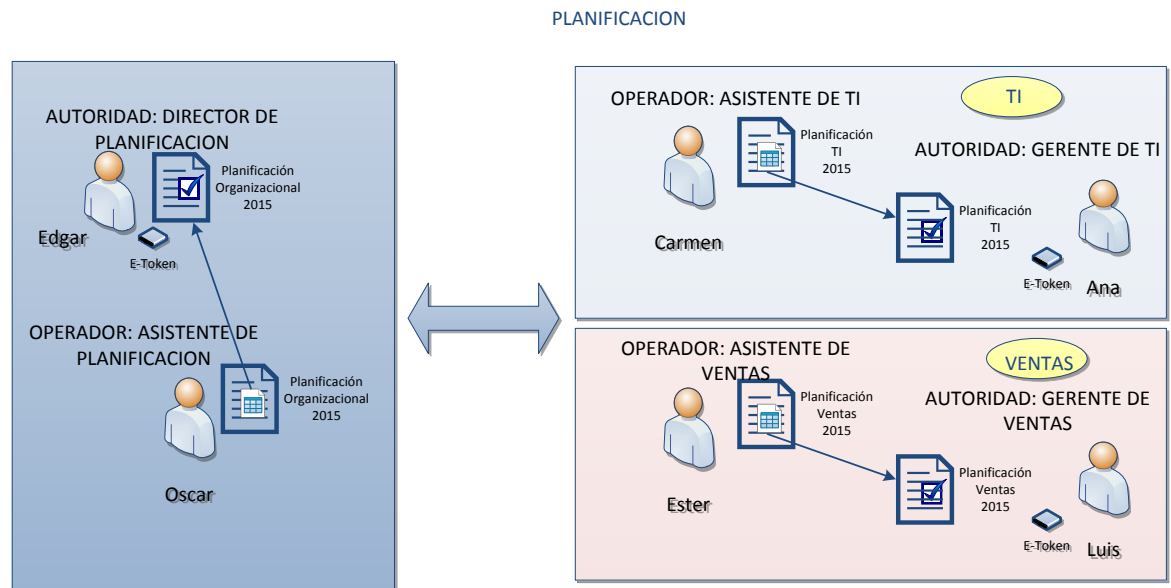 PLANIFICACION
AUTORIDAD: DIRECTOR DE
PLANIFICACION
Planificación
Organizacional
2015
Edgar
E-Token
OPERADOR: ASISTENTE DE
PLANIFICACION
Planificación
Organizacional
2015
Oscar
OPERADOR: ASISTENTE DE TI
TI
Planificación
TI
2015
AUTORIDAD: GERENTE DE TI
Carmen
Planificación
TI
2015
E-Token
Ana
OPERADOR: ASISTENTE DE
VENTAS
VENTAS
Planificación
Ventas
2015
AUTORIDAD: GERENTE DE
VENTAS
Ester
Planificación
Ventas
2015
E-Token
Luis